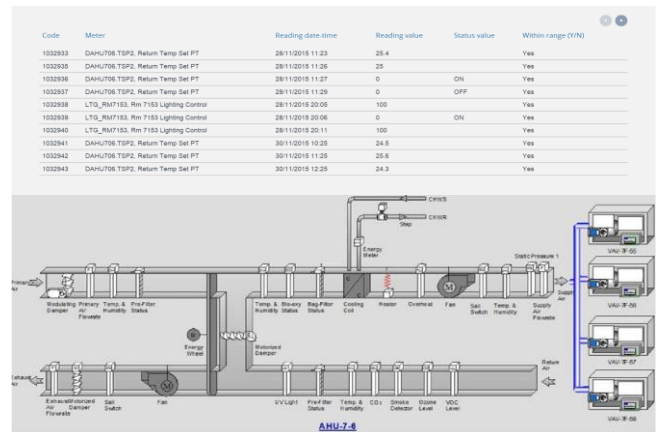 Code Meter Reading date-time Reading value Status value Within range (Y/N)
1032933 DAHU706.TSP2, Return Temp Set PT 28/11/2015 11:23 25.4 Yes
1032935 DAHU706.TSP2, Return Temp Set PT 28/11/2015 11:26 25 Yes
1032936 DAHU706.TSP2, Return Temp Set PT 28/11/2015 11:27 0 ON Yes
1032937 DAHU706.TSP2, Return Temp Set PT 28/11/2015 11:29 0 OFF Yes
1032938 LTG_RM7153, Rm 7153 Lighting Control 28/11/2015 20:05 100 Yes
1032939 LTG_RM7153, Rm 7153 Lighting Control 28/11/2015 20:06 0 ON Yes
1032940 LTG_RM7153, Rm 7153 Lighting Control 28/11/2015 20:11 100 Yes
1032941 DAHU706.TSP2, Return Temp Set PT 30/11/2015 10:25 24.5 Yes
1032942 DAHU706.TSP2, Return Temp Set PT 30/11/2015 11:25 25.6 Yes
1032943 DAHU706.TSP2, Return Temp Set PT 30/11/2015 12:25 24.3 Yes
CHWS
CHWR
Step
Energy
Meter
Static Pressure 1
VAV-7F-55
Primary
Air
Supply
Air
Modulating Primary Temp. & Pre-Filter
Damper Air Humidity Status
Flowrate
Temp. & Bio-oxy Bag-Filter Cooling Heater Overheat Fan Sail Temp. & Supply
Humidity Status Status Coil Switch Humidity Air
Flowrate
VAV-7F-56
Energy
Wheel
Motorized
Damper
VAV-7F-57
Return
Air
Exhaust
Air
Exhaust Motorized Sail Fan
Air Damper Switch
Flowrate
UV Light Pre-Filter Temp. & CO2 Smoke Ozone VOC
Status Humidity Detector Level Level
VAV-7F-59
AHU-7-6